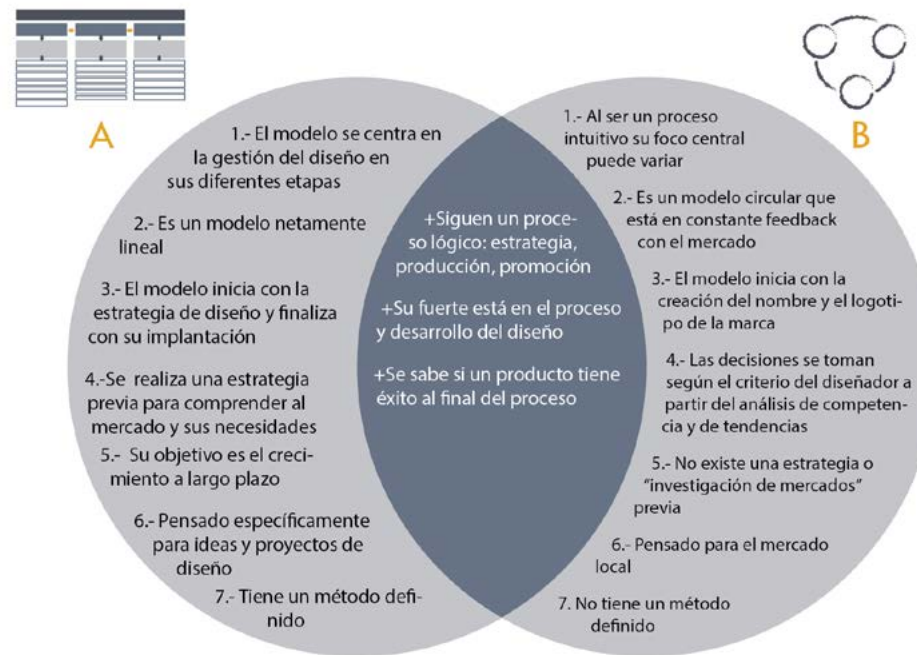 A
1.- El modelo se centra en
la gestión del diseño en
sus diferentes etapas
2.- Es un modelo netamente
lineal
3.- El modelo inicia con la
estrategia de diseño y finaliza
con su implantación
4.-Se realiza una estrategia
previa para comprender al
mercado y sus necesidades
5.- Su objetivo es el creci-
miento a largo plazo
6.- Pensado específicamente
para ideas y proyectos de
diseño
7.- Tiene un método defi-
nido
+Siguen un proce-
so lógico: estrategia,
producción, promoción
+Su fuerte está en el proceso
y desarrollo del diseño
+Se sabe si un producto tiene
éxito al final del proceso
B
1.- Al ser un proceso
intuitivo su foco central
puede variar
2.- Es un modelo circular que
está en constante feedback
con el mercado
3.- El modelo inicia con la
creación del nombre y el logoti-
po de la marca
4.- Las decisiones se toman
según el criterio del diseñador a
partir del análisis de competen-
cia y de tendencias
5.- No existe una estrategia o
“investigación de mercados”
previa
6.- Pensado para el mercado
local
7. No tiene un método
definido